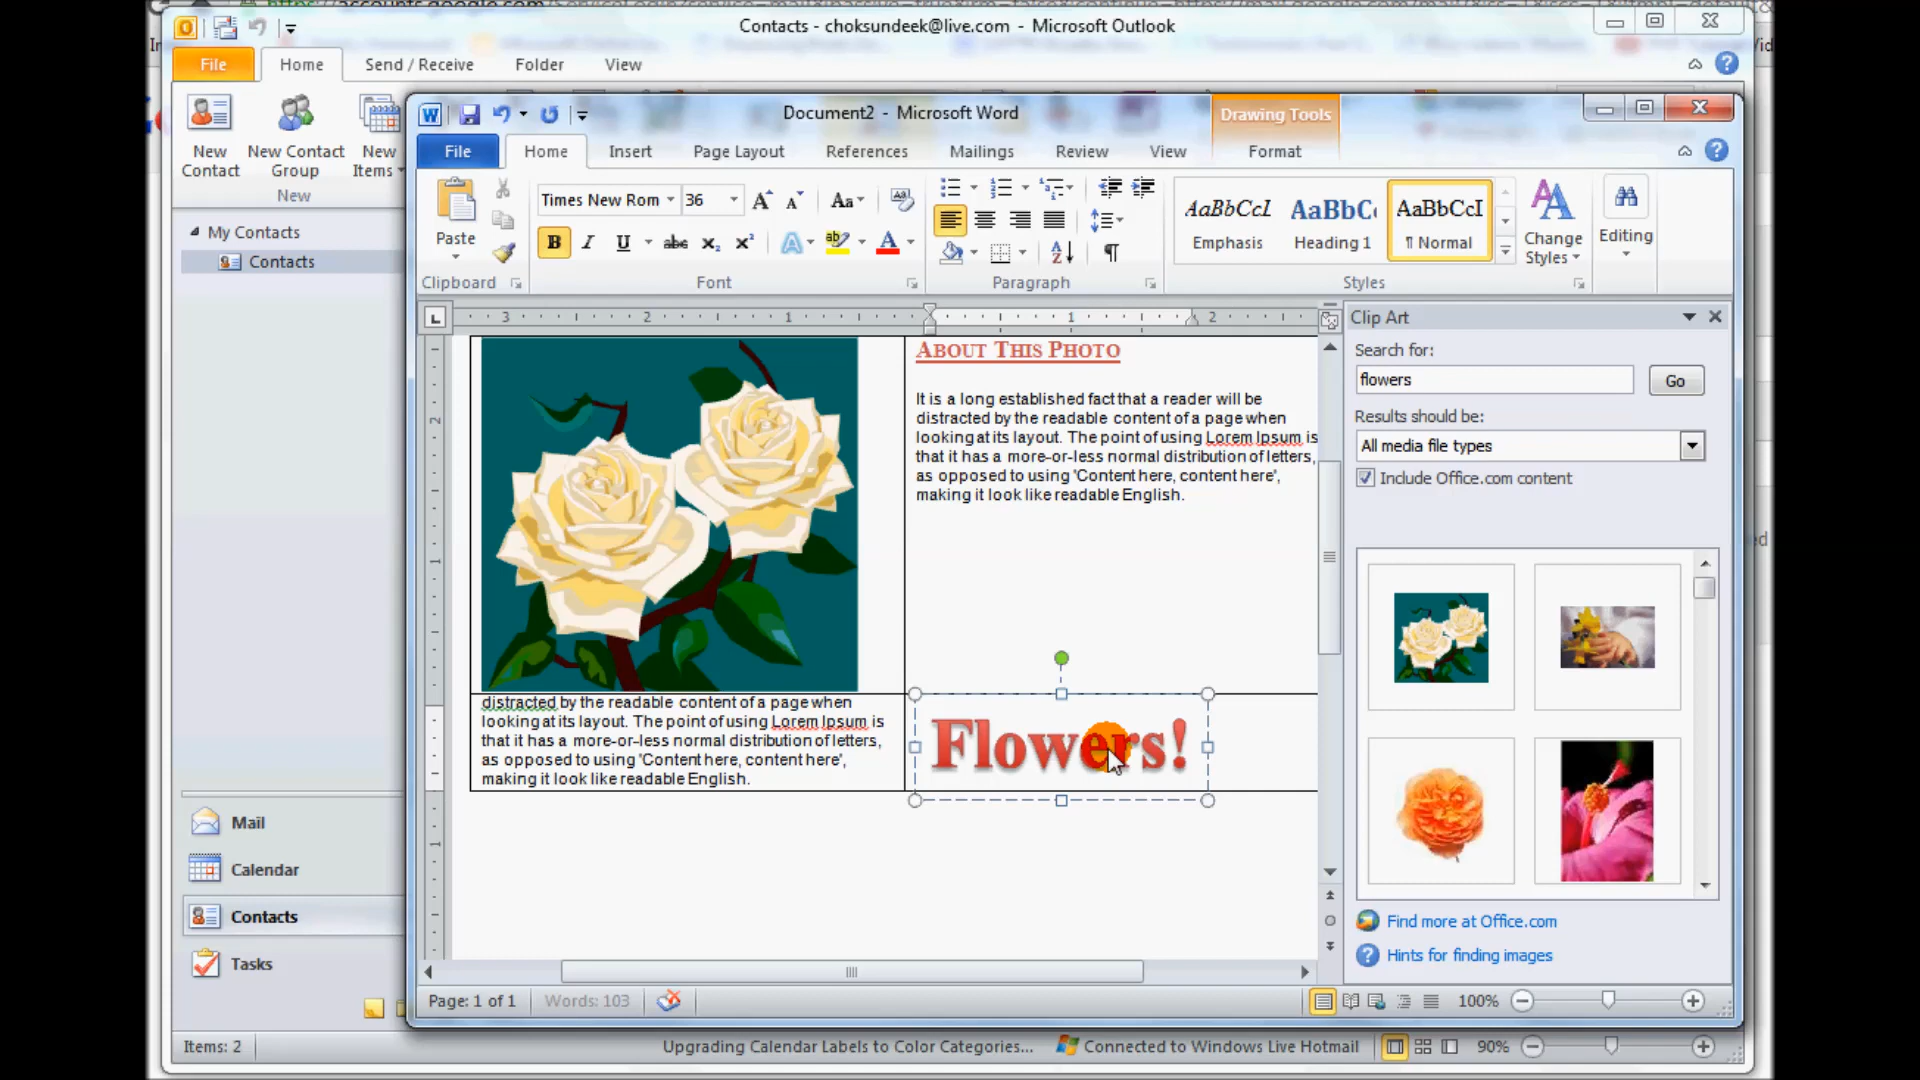 Contacts - choksundeek@live.com - Microsoft Outlook
File Home Send / Receive Folder View
New Contact
New Contact Group
New Items
New
My Contacts
Contacts
Mail
Calendar
Contacts
Tasks
Document2 - Microsoft Word
Drawing Tools
File Home Insert Page Layout References Mailings Review View Format
Paste
Clipboard
Times New Rom 36
Font
Paragraph
AaBbCcI AaBbC AaBbCcI
Emphasis Heading 1 ¶ Normal
Styles
Change Styles
Editing
3 2 1 1 2
About This Photo
It is a long established fact that a reader will be
distracted by the readable content of a page when
looking at its layout. The point of using Lorem Ipsum is
that it has a more-or-less normal distribution of letters,
as opposed to using 'Content here, content here',
making it look like readable English.
distracted by the readable content of a page when
looking at its layout. The point of using Lorem Ipsum is
that it has a more-or-less normal distribution of letters,
as opposed to using 'Content here, content here',
making it look like readable English.
Flowers!
Clip Art
Search for:
flowers Go
Results should be:
All media file types
Include Office.com content
Find more at Office.com
Hints for finding images
Page: 1 of 1 Words: 103 100%
Items: 2 Upgrading Calendar Labels to Color Categories... Connected to Windows Live Hotmail 90%